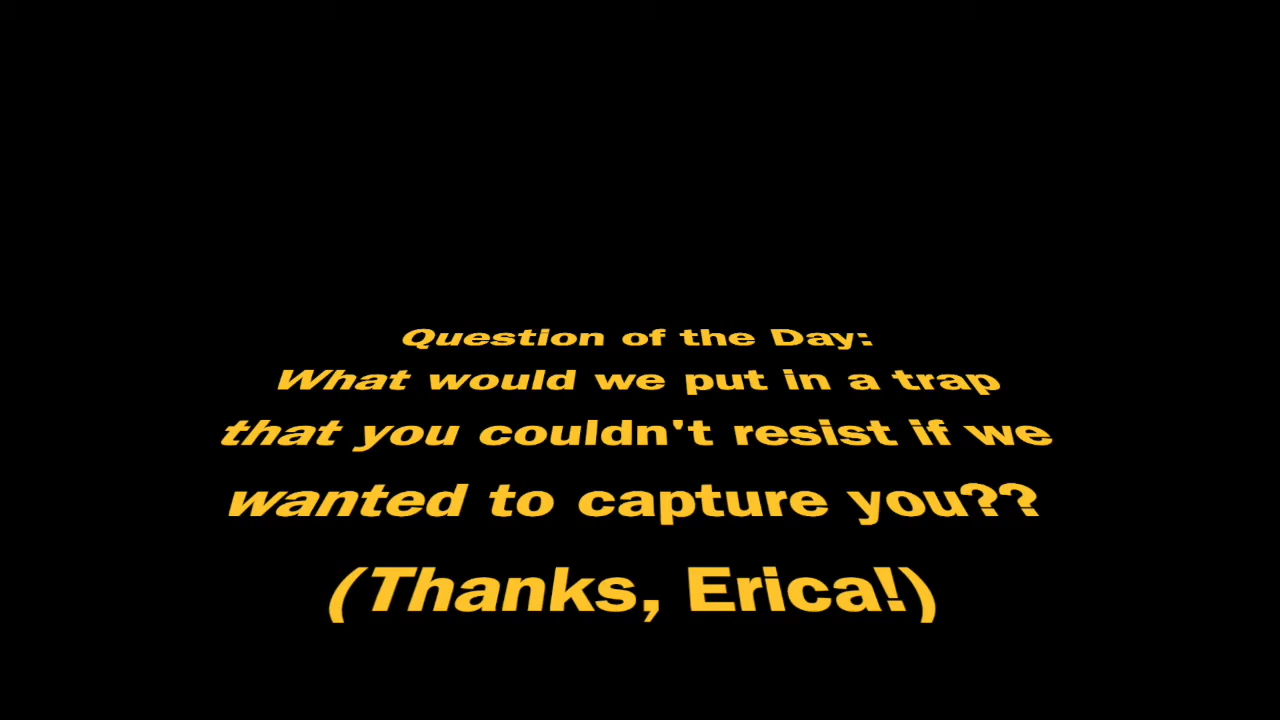 Question of the Day:
What would we put in a trap
that you couldn't resist if we
wanted to capture you??
(Thanks, Erica!)